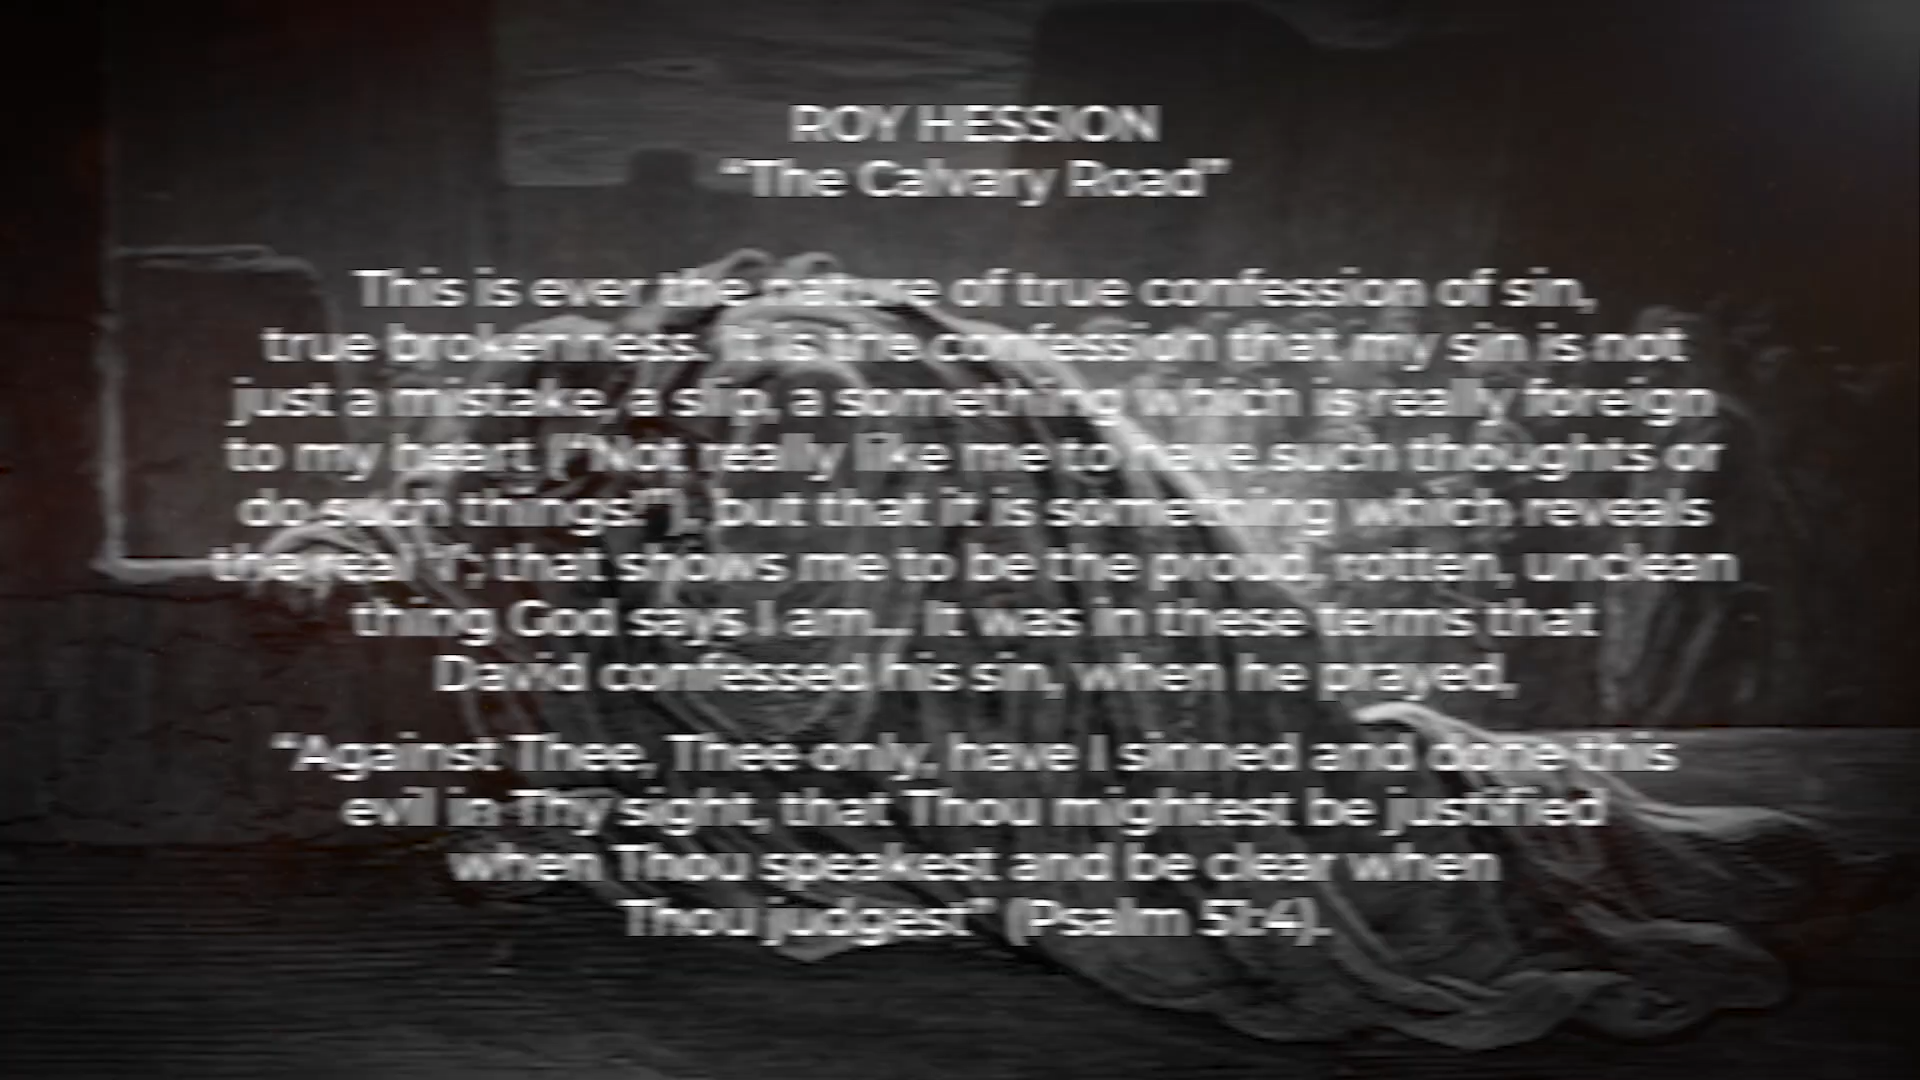 ROY HESSION
“The Calvary Road”
This is ever the nature of true confession of sin,
true brokenness. It is the confession that my sin is not
just a mistake, a slip, a something which is really foreign
to my heart (“Not really like me to have such thoughts or
do such things!”), but that it is something which reveals
the real “I”; that shows me to be the proud, rotten, unclean
thing God says I am... It was in these terms that
David confessed his sin, when he prayed,
“Against Thee, Thee only, have I sinned and done this
evil in Thy sight, that Thou mightest be justified
when Thou speakest and be clear when
Thou judgest” (Psalm 51:4).